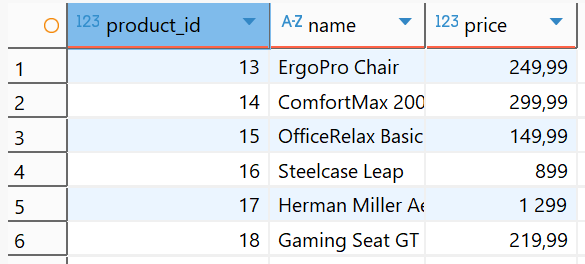 123 product_id A-Z name 123 price
1 13 ErgoPro Chair 249,99
2 14 ComfortMax 200 299,99
3 15 OfficeRelax Basic 149,99
4 16 Steelcase Leap 899
5 17 Herman Miller Ae 1 299
6 18 Gaming Seat GT 219,99